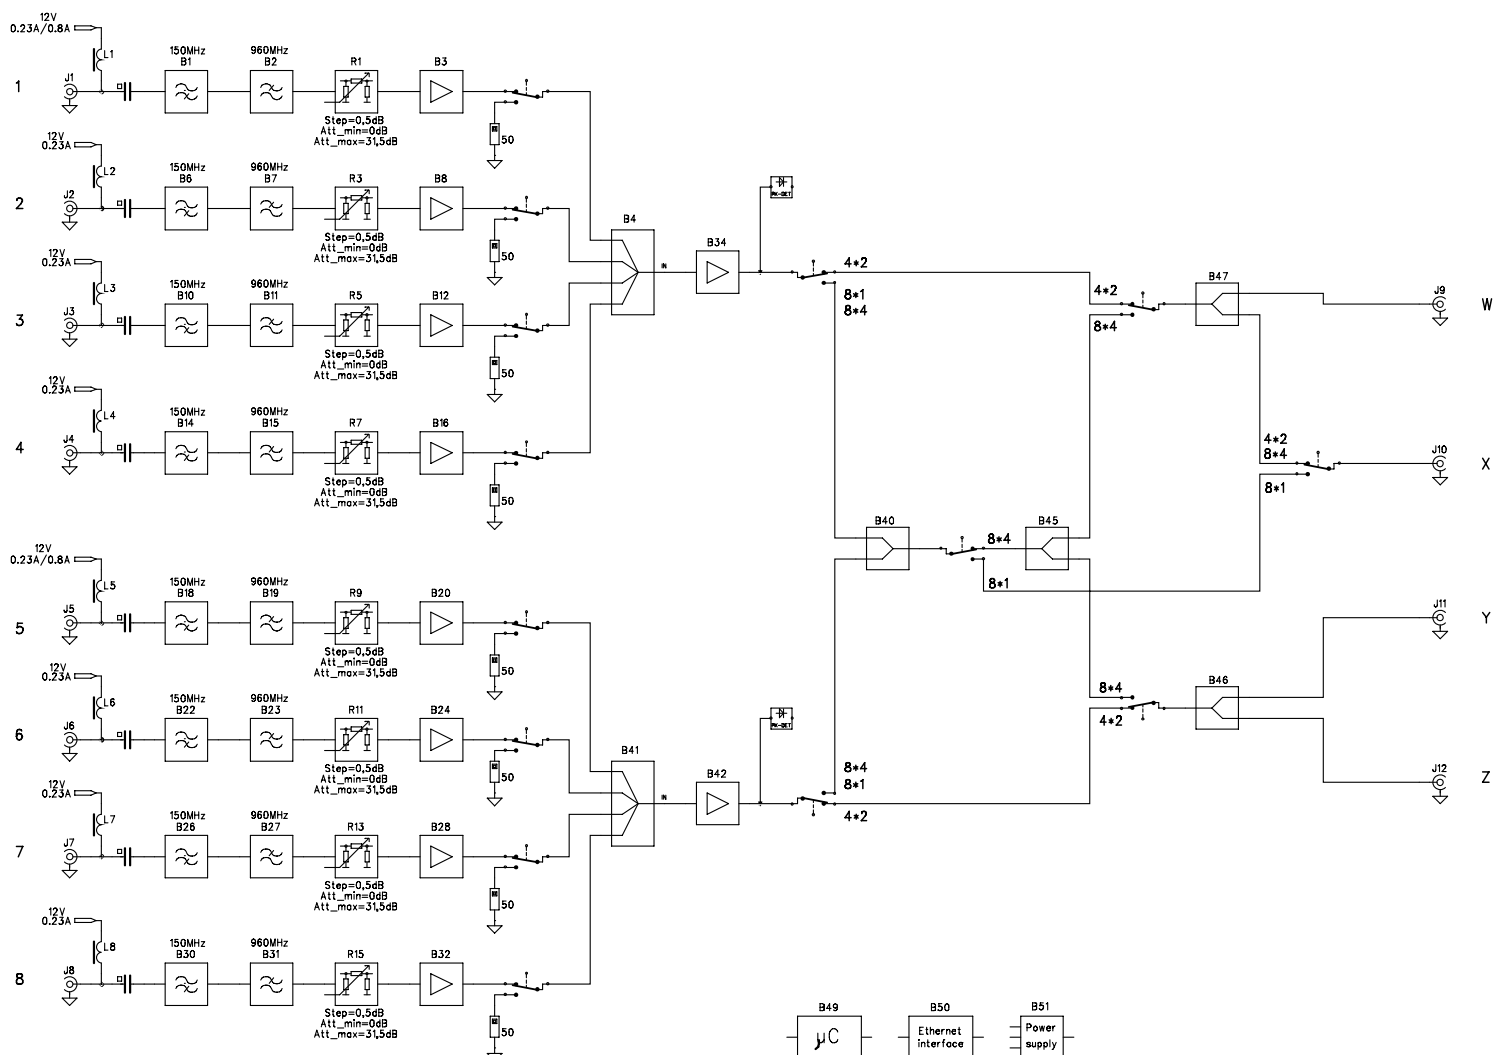 12V
0.23A/0.8A
L1
1
J1
150MHz
B1
960MHz
B2
R1
Step=0,5dB
Att_min=0dB
Att_max=31,5dB
B3
50
12V
0.23A
L2
2
J2
150MHz
B6
960MHz
B7
R3
Step=0,5dB
Att_min=0dB
Att_max=31,5dB
B8
50
12V
0.23A
L3
3
J3
150MHz
B10
960MHz
B11
R5
Step=0,5dB
Att_min=0dB
Att_max=31,5dB
B12
50
12V
0.23A
L4
4
J4
150MHz
B14
960MHz
B15
R7
Step=0,5dB
Att_min=0dB
Att_max=31,5dB
B16
50
B4
IN
B34
PK-DET
4*2
8*1
8*4
4*2
8*4
B47
J9
W
4*2
8*4
8*1
J10
X
B40
8*4
8*1
B45
12V
0.23A/0.8A
L5
5
J5
150MHz
B18
960MHz
B19
R9
Step=0,5dB
Att_min=0dB
Att_max=31,5dB
B20
50
12V
0.23A
L6
6
J6
150MHz
B22
960MHz
B23
R11
Step=0,5dB
Att_min=0dB
Att_max=31,5dB
B24
50
12V
0.23A
L7
7
J7
150MHz
B26
960MHz
B27
R13
Step=0,5dB
Att_min=0dB
Att_max=31,5dB
B28
50
12V
0.23A
L8
8
J8
150MHz
B30
960MHz
B31
R15
Step=0,5dB
Att_min=0dB
Att_max=31,5dB
B32
50
B41
IN
B42
PK-DET
8*4
8*1
4*2
8*4
4*2
B46
J11
Y
J12
Z
B49
µC
B50
Ethernet
interface
B51
Power
supply